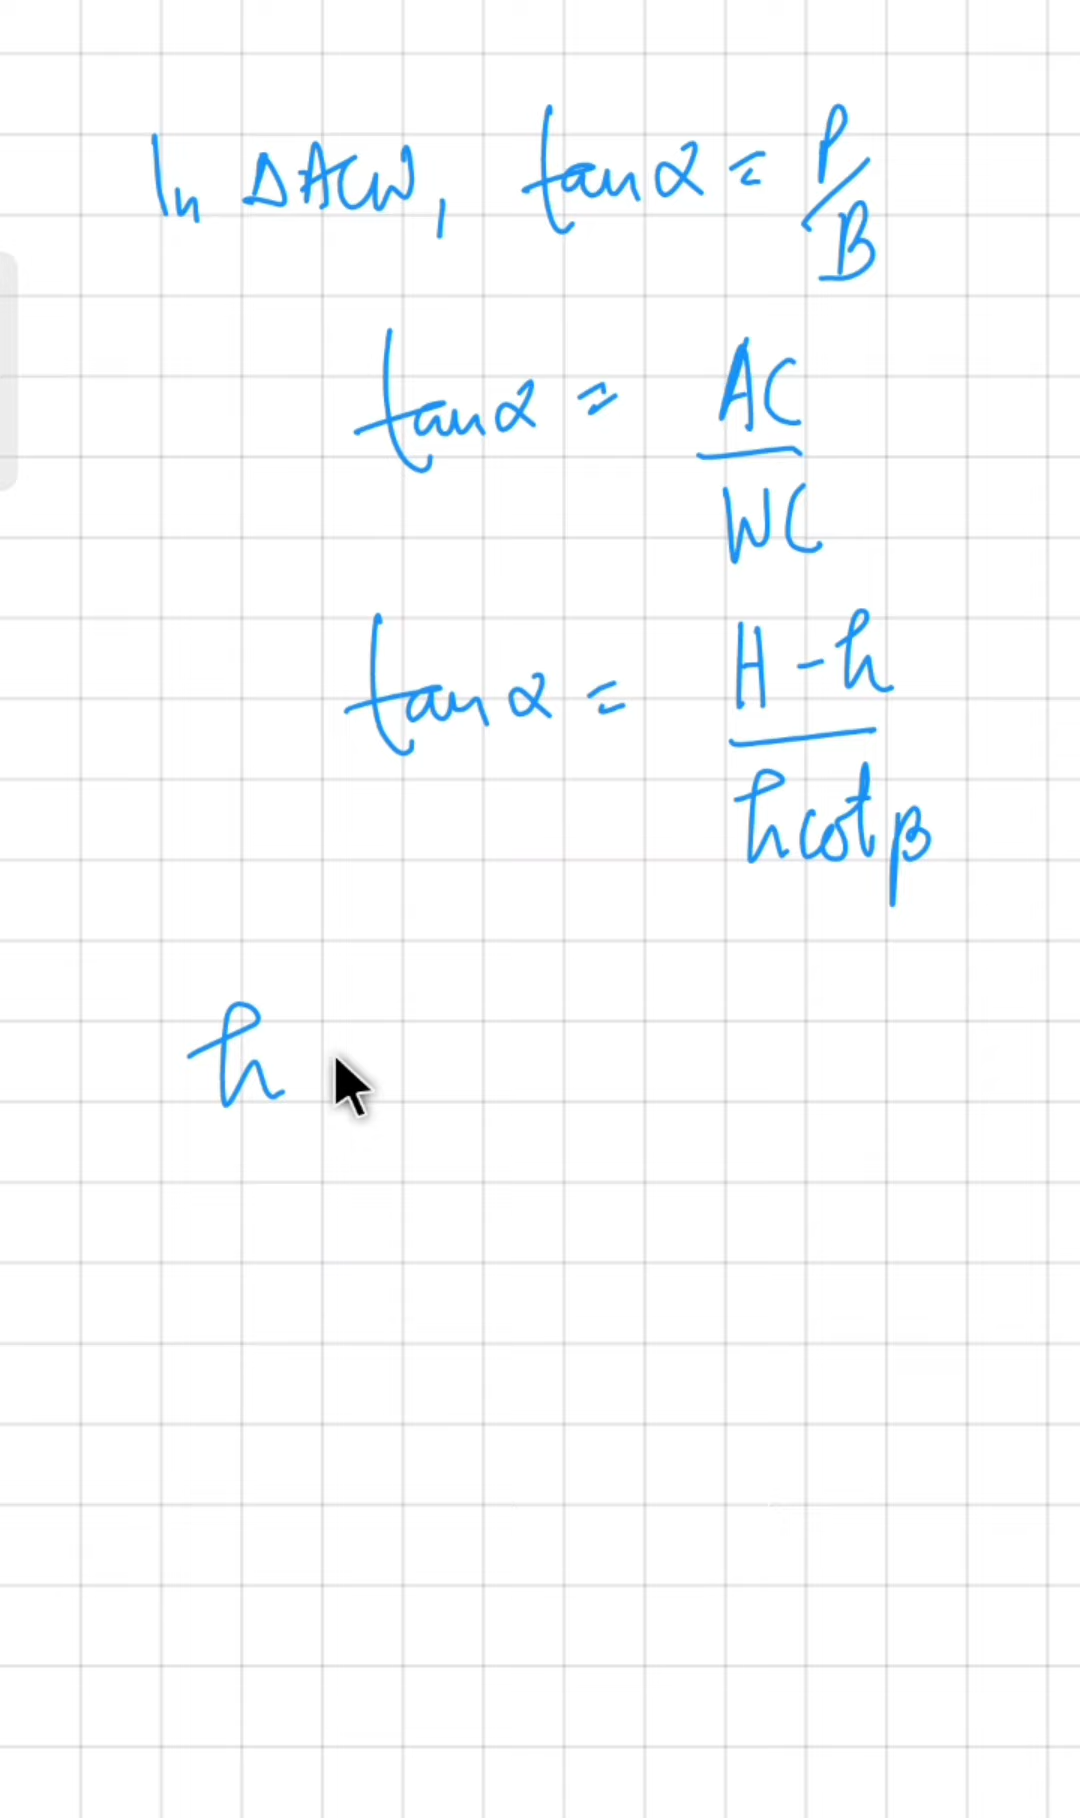 In ΔACW, tanα = P/B
tanα = AC/WC
tanα = H-h/hcotβ
h